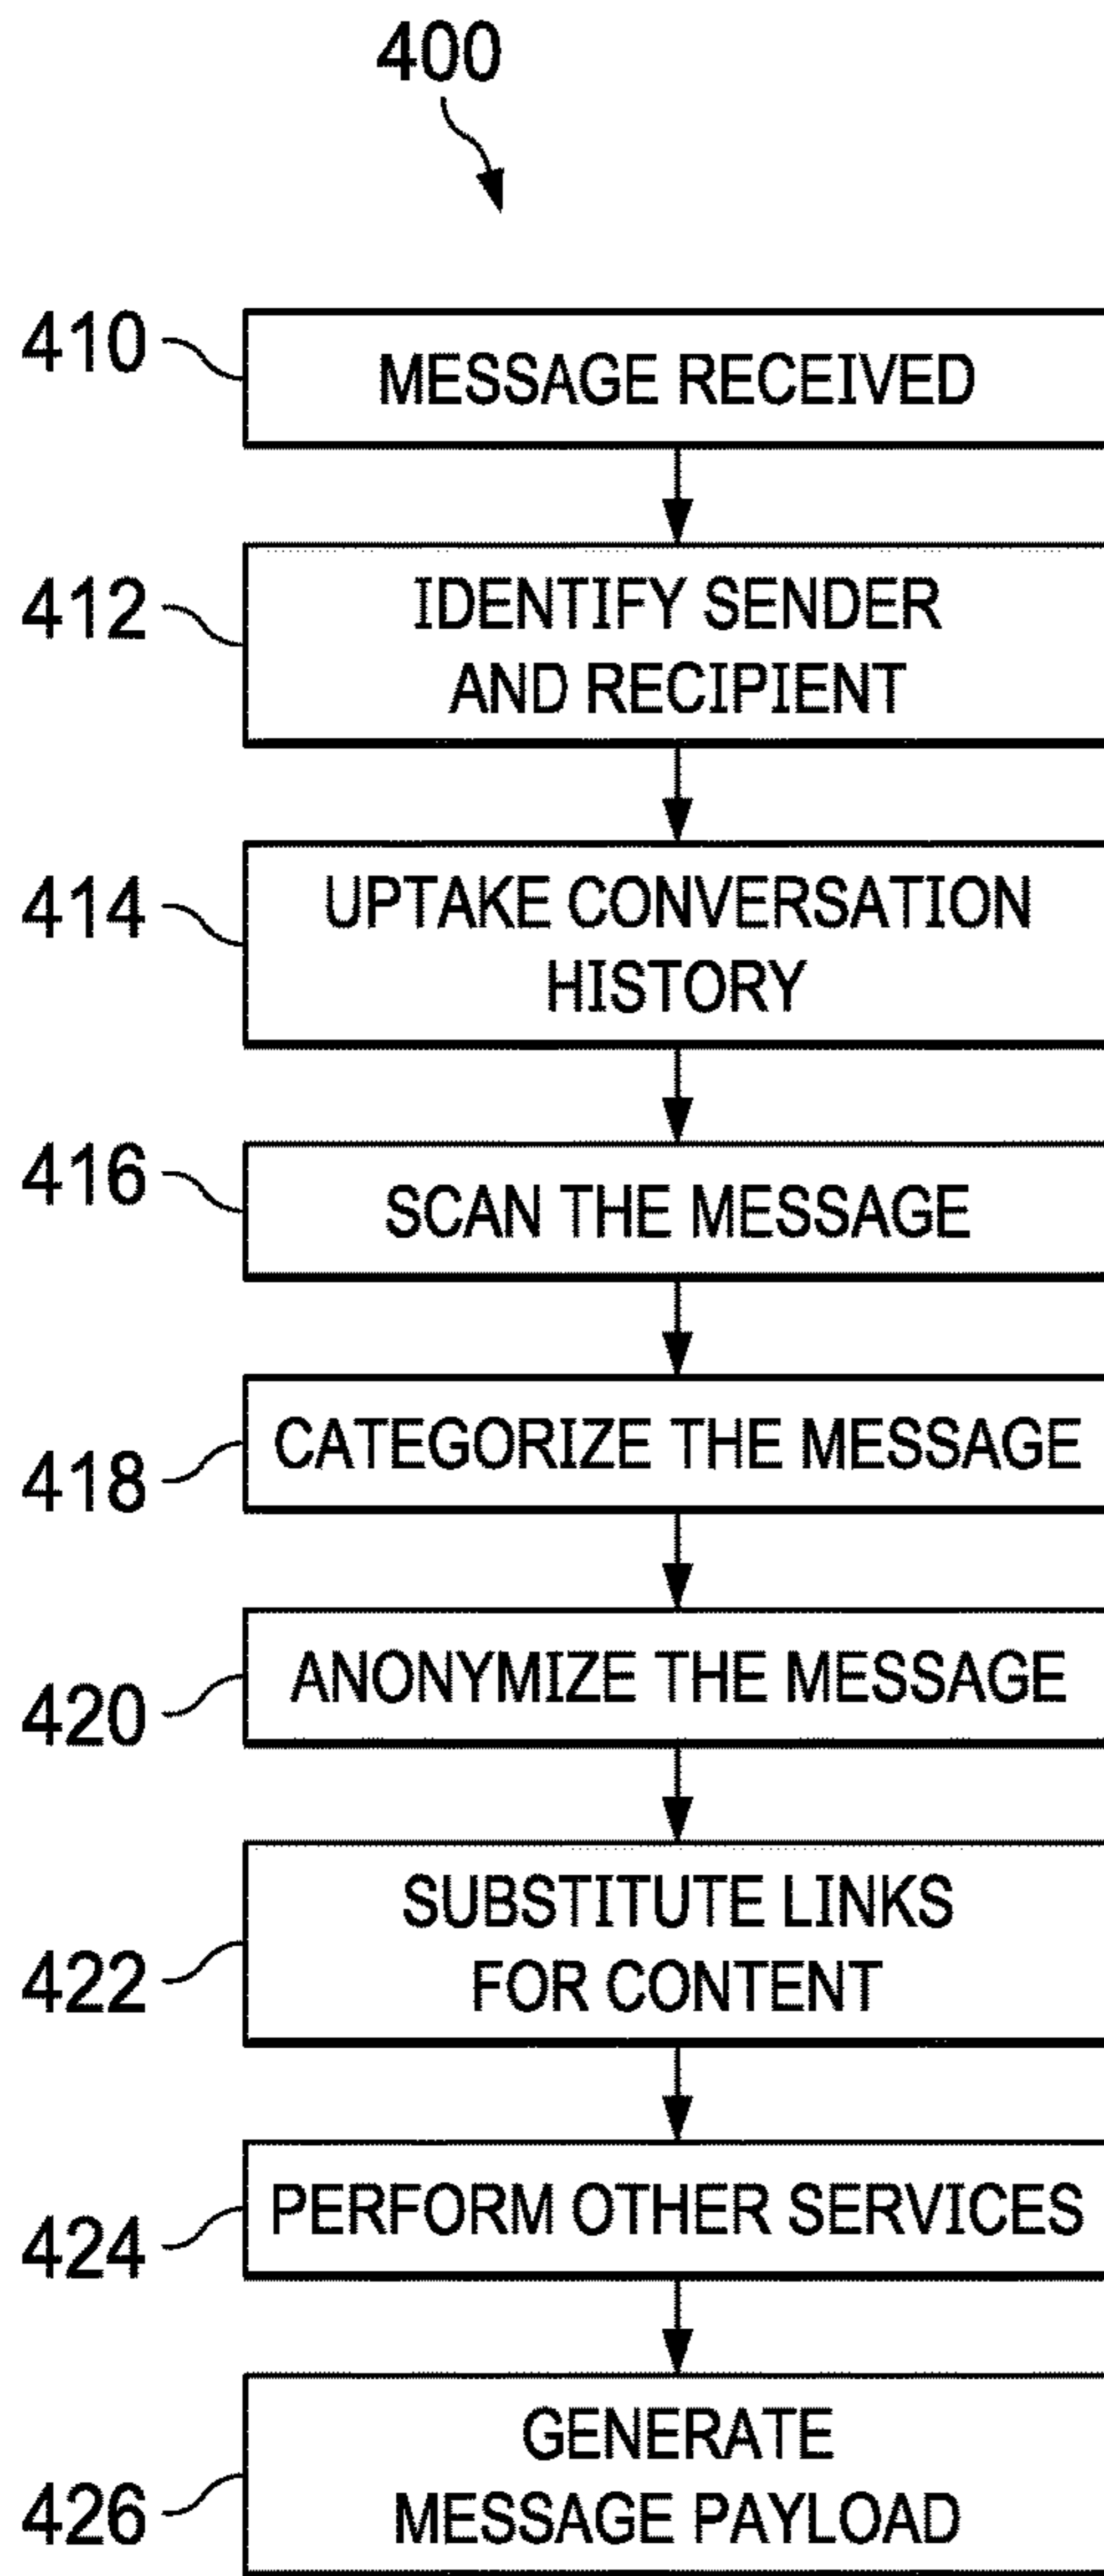 400
410
MESSAGE RECEIVED
412
IDENTIFY SENDER
AND RECIPIENT
414
UPTAKE CONVERSATION
HISTORY
416
SCAN THE MESSAGE
418
CATEGORIZE THE MESSAGE
420
ANONYMIZE THE MESSAGE
422
SUBSTITUTE LINKS
FOR CONTENT
424
PERFORM OTHER SERVICES
426
GENERATE
MESSAGE PAYLOAD